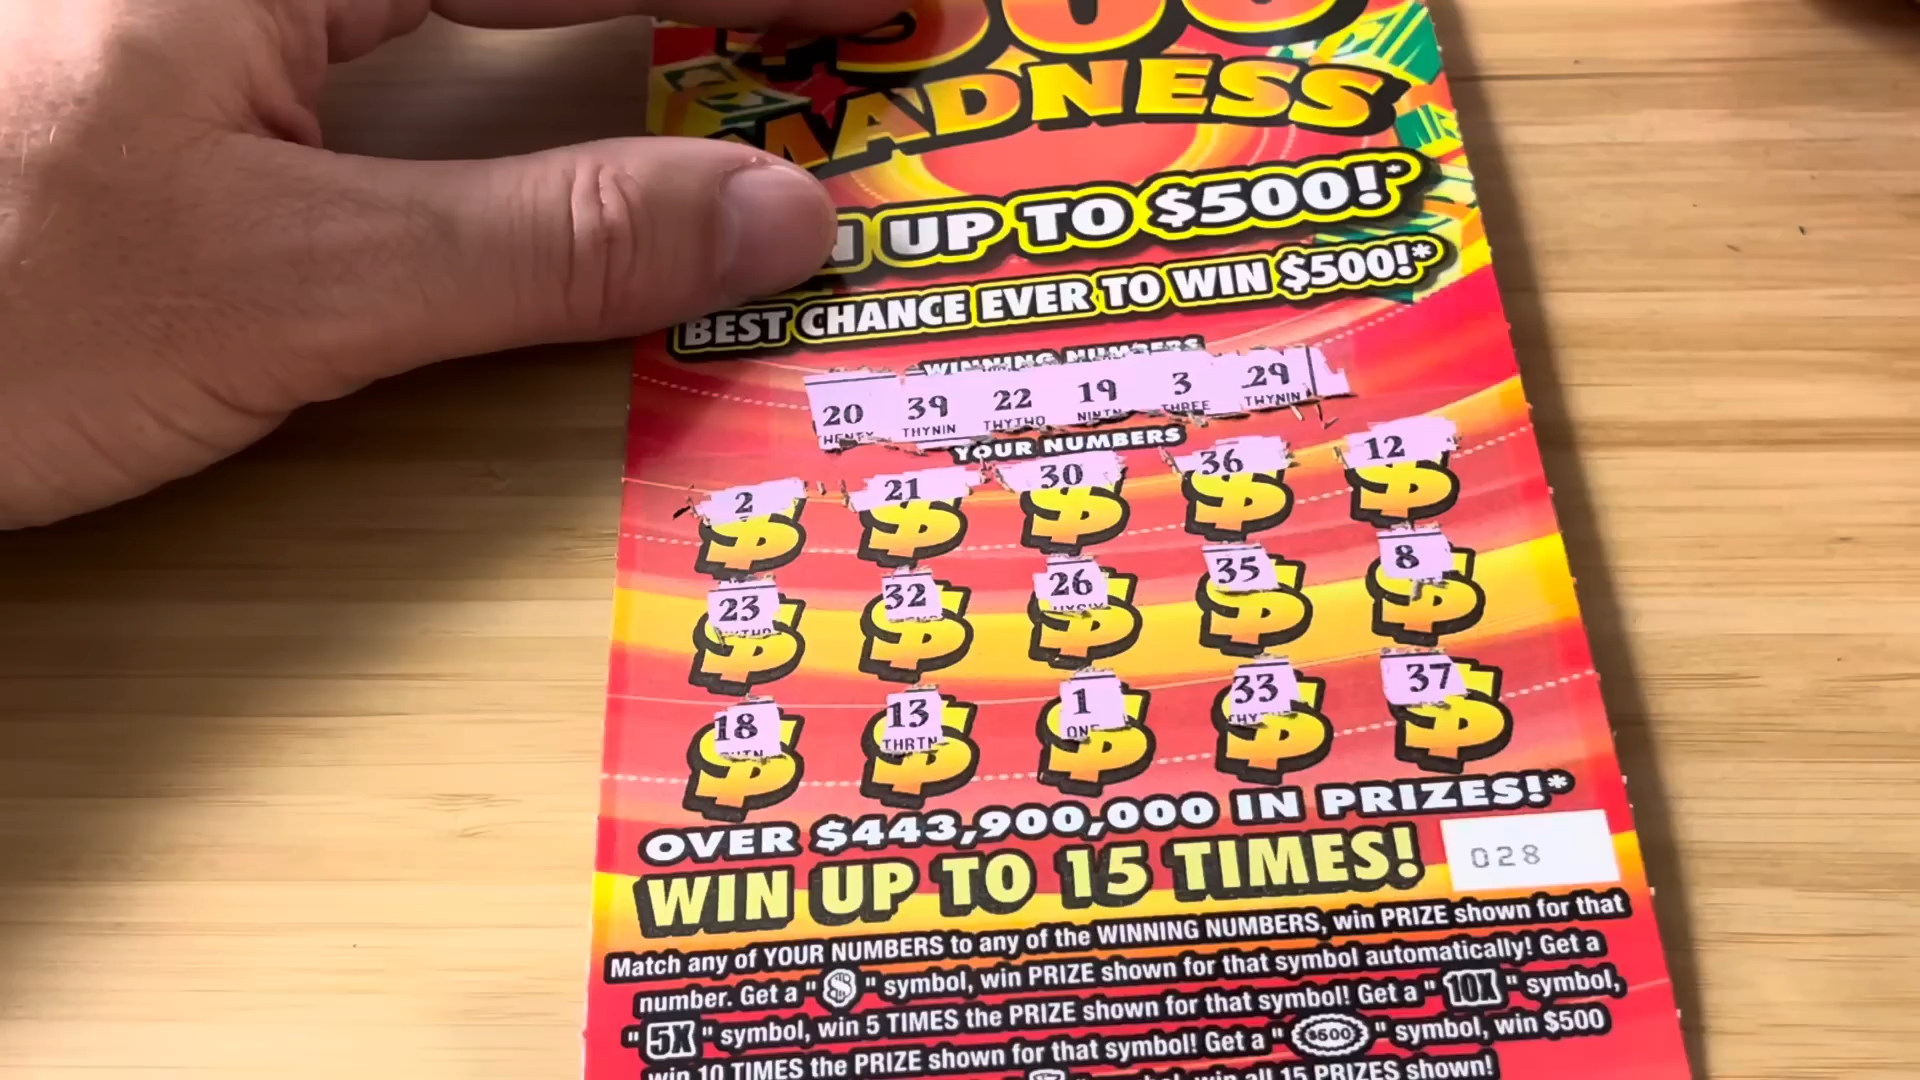 MADNESS
UP TO $500!*
BEST CHANCE EVER TO WIN $500!*
WINNING NUMBERS
20 39 22 19 3 29
THYNIN THYTWO NINTN THREE THYNIN
YOUR NUMBERS
2 21 30 36 12
23 32 26 35 8
18 13 1 33 37
THRTN ONE
OVER $443,900,000 IN PRIZES!*
WIN UP TO 15 TIMES!
028
Match any of YOUR NUMBERS to any of the WINNING NUMBERS, win PRIZE shown for that
number. Get a "$" symbol, win PRIZE shown for that symbol automatically! Get a
"5X" symbol, win 5 TIMES the PRIZE shown for that symbol! Get a "10X" symbol,
win 10 TIMES the PRIZE shown for that symbol! Get a "$500" symbol, win $500
win all 15 PRIZES shown!